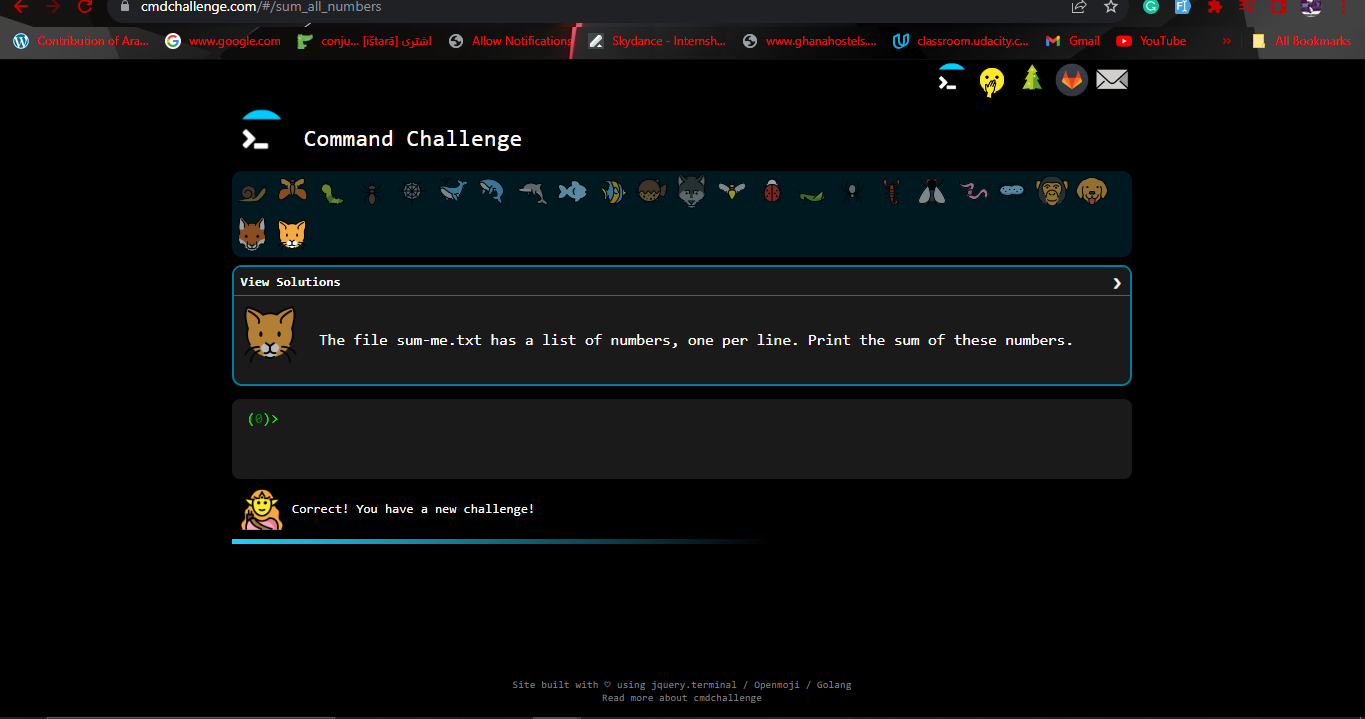 cmdchallenge.com/#/sum_all_numbers
Contribution of Ara... www.google.com conju... [ištarā] اشتری Allow Notifications Skydance - Internsh... www.ghanahostels.... classroom.udacity.c... Gmail YouTube » All Bookmarks
Command Challenge
View Solutions
The file sum-me.txt has a list of numbers, one per line. Print the sum of these numbers.
(0)>
Correct! You have a new challenge!
Site built with ♡ using jquery.terminal / Openmoji / Golang
Read more about cmdchallenge